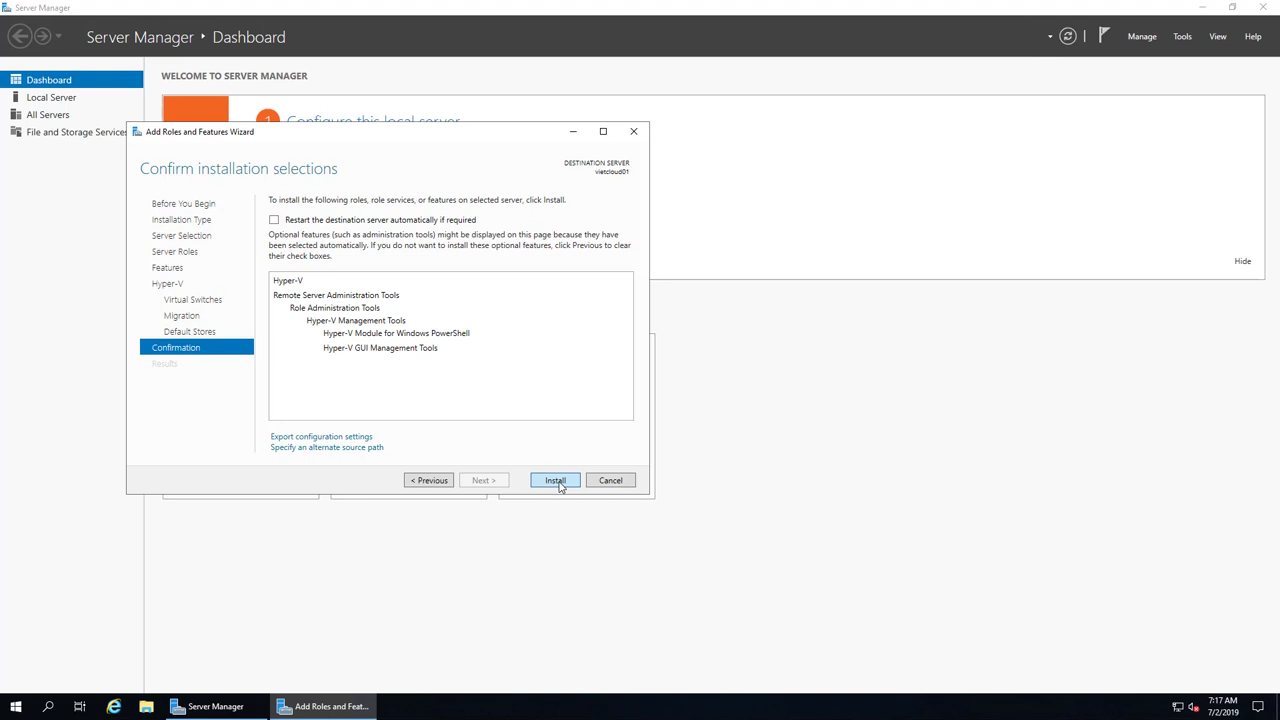 Server Manager
Server Manager • Dashboard
Manage Tools View Help
Dashboard
Local Server
All Servers
File and Storage Services
WELCOME TO SERVER MANAGER
1 Configure this local server
Hide
Add Roles and Features Wizard
Confirm installation selections
DESTINATION SERVER
vietcloud01
Before You Begin
Installation Type
Server Selection
Server Roles
Features
Hyper-V
Virtual Switches
Migration
Default Stores
Confirmation
Results
To install the following roles, role services, or features on selected server, click Install.
Restart the destination server automatically if required
Optional features (such as administration tools) might be displayed on this page because they have
been selected automatically. If you do not want to install these optional features, click Previous to clear
their check boxes.
Hyper-V
Remote Server Administration Tools
Role Administration Tools
Hyper-V Management Tools
Hyper-V Module for Windows PowerShell
Hyper-V GUI Management Tools
Export configuration settings
Specify an alternate source path
< Previous Next > Install Cancel
Server Manager
Add Roles and Feat...
7:17 AM
7/2/2019